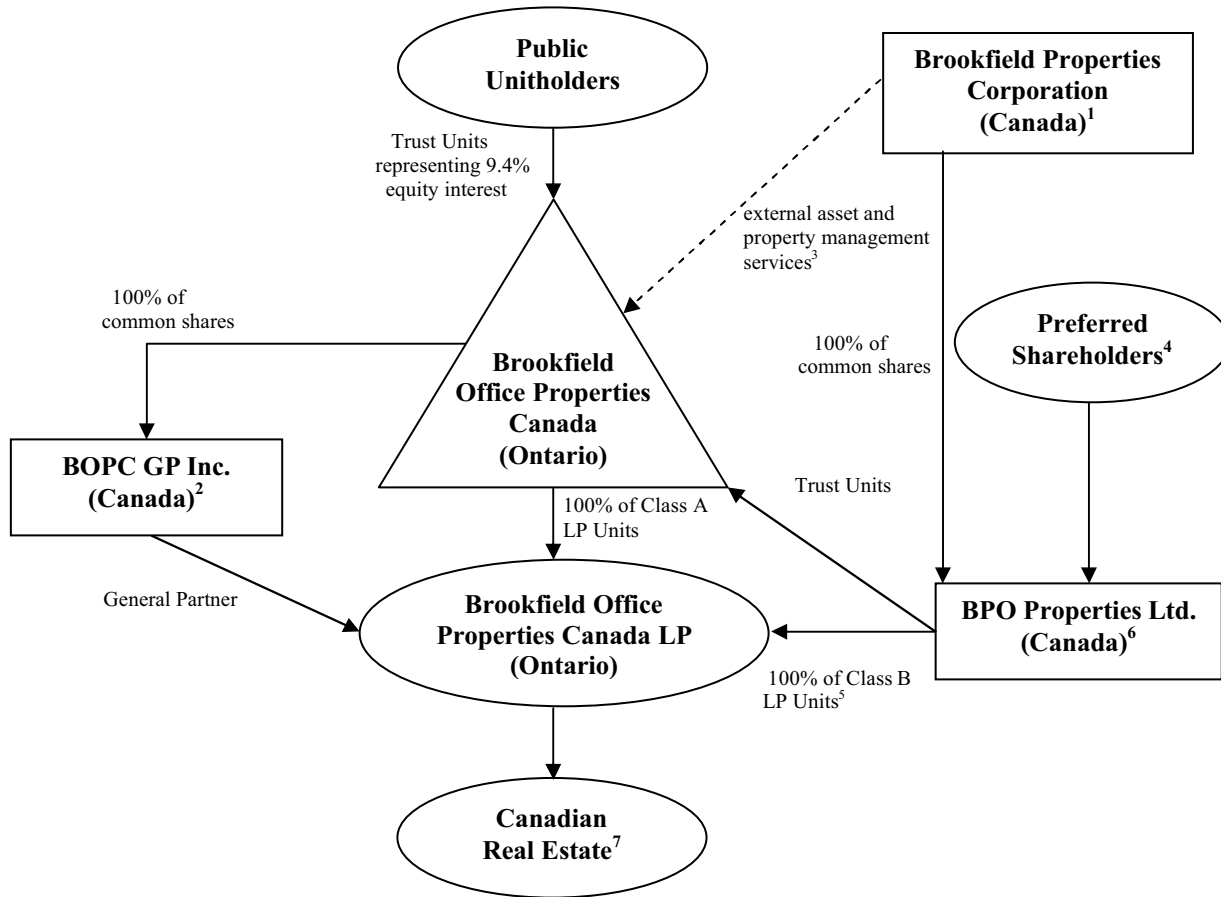 Public
Unitholders
Brookfield Properties
Corporation
(Canada)1
Trust Units
representing 9.4%
equity interest
external asset and
property management
services3
100% of
common shares
Preferred
Shareholders4
100% of
common shares
Brookfield
Office Properties
Canada
(Ontario)
BOPC GP Inc.
(Canada)2
Trust Units
100% of Class A
LP Units
General Partner
Brookfield Office
Properties Canada LP
(Ontario)
BPO Properties Ltd.
(Canada)6
100% of Class B
LP Units5
Canadian
Real Estate7